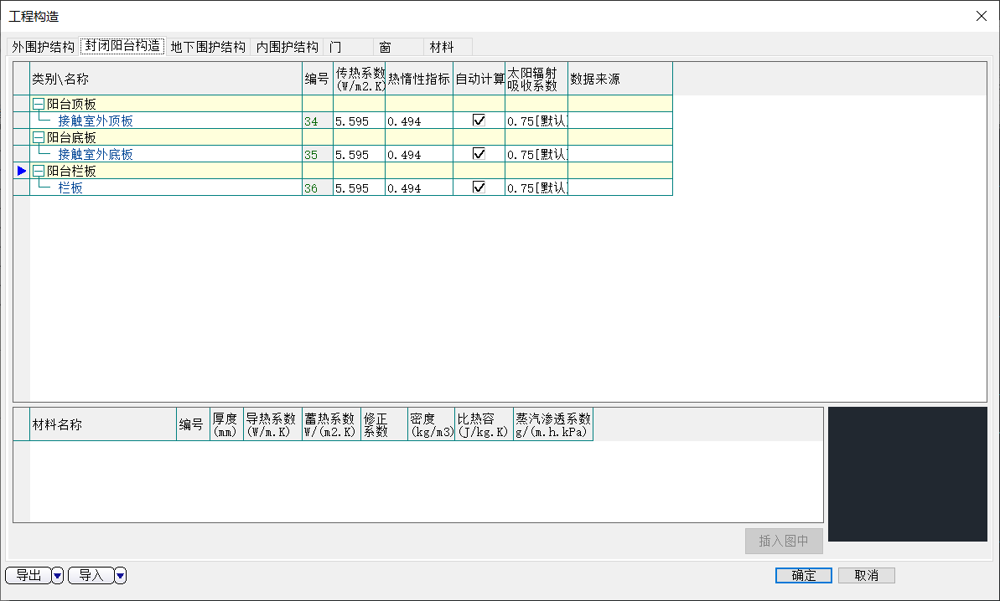 工程构造
外围护结构 封闭阳台构造 地下围护结构 内围护结构 门 窗 材料
类别\名称 编号 传热系数 (W/m2.K) 热惰性指标 自动计算 太阳辐射吸收系数 数据来源
阳台顶板
接触室外顶板 34 5.595 0.494 0.75[默认]
阳台底板
接触室外底板 35 5.595 0.494 0.75[默认]
阳台栏板
栏板 36 5.595 0.494 0.75[默认]
材料名称 编号 厚度 (mm) 导热系数 (W/m.K) 蓄热系数 W/(m2.K) 修正系数 密度 (kg/m3) 比热容 (J/kg.K) 蒸汽渗透系数 g/(m.h.kPa)
插入图中
导出 导入 确定 取消